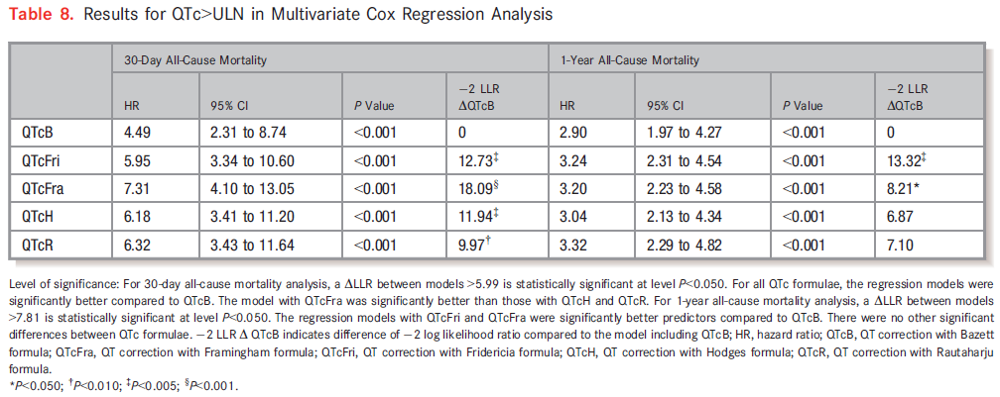 Table 8. Results for QTc>ULN in Multivariate Cox Regression Analysis
30-Day All-Cause Mortality 1-Year All-Cause Mortality
HR 95% CI P Value −2 LLR ΔQTcB HR 95% CI P Value −2 LLR ΔQTcB
QTcB 4.49 2.31 to 8.74 <0.001 0 2.90 1.97 to 4.27 <0.001 0
QTcFri 5.95 3.34 to 10.60 <0.001 12.73‡ 3.24 2.31 to 4.54 <0.001 13.32‡
QTcFra 7.31 4.10 to 13.05 <0.001 18.09§ 3.20 2.23 to 4.58 <0.001 8.21*
QTcH 6.18 3.41 to 11.20 <0.001 11.94‡ 3.04 2.13 to 4.34 <0.001 6.87
QTcR 6.32 3.43 to 11.64 <0.001 9.97† 3.32 2.29 to 4.82 <0.001 7.10
Level of significance: For 30-day all-cause mortality analysis, a ΔLLR between models >5.99 is statistically significant at level P<0.050. For all QTc formulae, the regression models were
significantly better compared to QTcB. The model with QTcFra was significantly better than those with QTcH and QTcR. For 1-year all-cause mortality analysis, a ΔLLR between models
>7.81 is statistically significant at level P<0.050. The regression models with QTcFri and QTcFra were significantly better predictors compared to QTcB. There were no other significant
differences between QTc formulae. −2 LLR Δ QTcB indicates difference of −2 log likelihood ratio compared to the model including QTcB; HR, hazard ratio; QTcB, QT correction with Bazett
formula; QTcFra, QT correction with Framingham formula; QTcFri, QT correction with Fridericia formula; QTcH, QT correction with Hodges formula; QTcR, QT correction with Rautaharju
formula.
*P<0.050; †P<0.010; ‡P<0.005; §P<0.001.